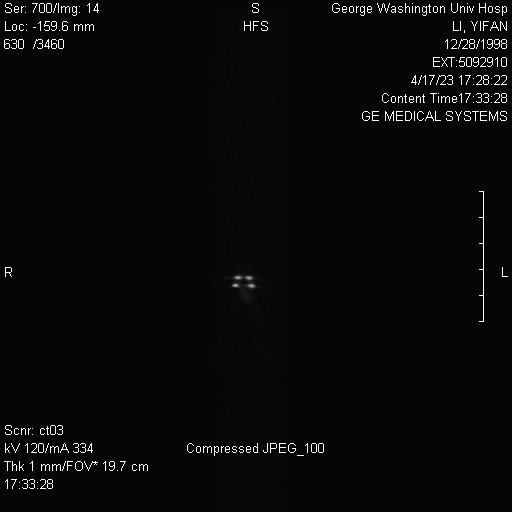 Ser: 700/Img: 14
Loc: -159.6 mm
630 /3460
S
HFS
George Washington Univ Hosp
LI, YIFAN
12/28/1998
EXT:5092910
4/17/23 17:28:22
Content Time17:33:28
GE MEDICAL SYSTEMS
R
L
Scnr: ct03
kV 120/mA 334
Thk 1 mm/FOV* 19.7 cm
17:33:28
Compressed JPEG_100